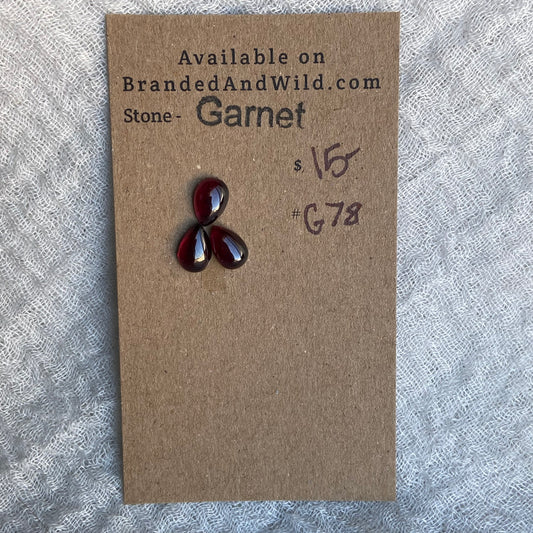 Available on
BrandedAndWild.com
Stone - Garnet
$ 15-
# G78